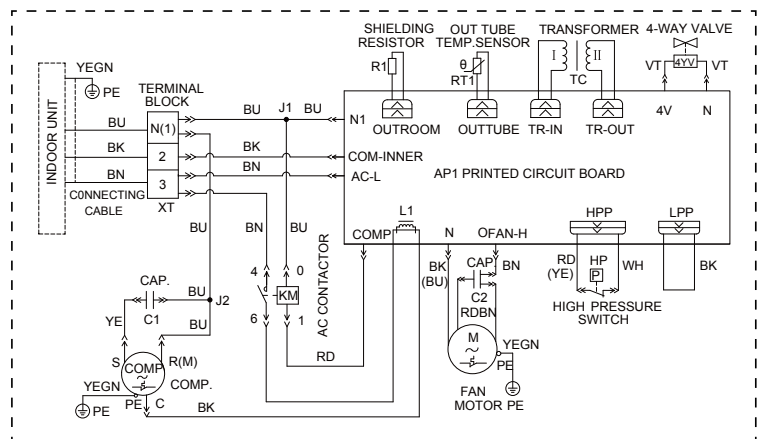 SHIELDING RESISTOR
OUT TUBE TEMP.SENSOR
TRANSFORMER
4-WAY VALVE
R1
θ
RT1
I
II
TC
VT
4YV
VT
OUTROOM
OUTTUBE
TR-IN
TR-OUT
4V
N
YEGN
PE
INDOOR UNIT
TERMINAL BLOCK
BU
N(1)
BU
J1
BU
N1
BK
2
BK
COM-INNER
BN
3
BN
AC-L
C0NNECTING CABLE
XT
AP1 PRINTED CIRCUIT BOARD
BU
BN
BU
COMP
L1
N
OFAN-H
HPP
LPP
4
0
KM
6
1
AC CONTACTOR
RD
BK (BU)
CAP.
BN
C2
RDBN
RD (YE)
HP
P
WH
BK
HIGH PRESSURE SWITCH
CAP.
BU
J2
YE
C1
BU
S
COMP
R(M)
COMP.
YEGN
PE
PE
C
BK
M
YEGN
PE
FAN MOTOR
PE